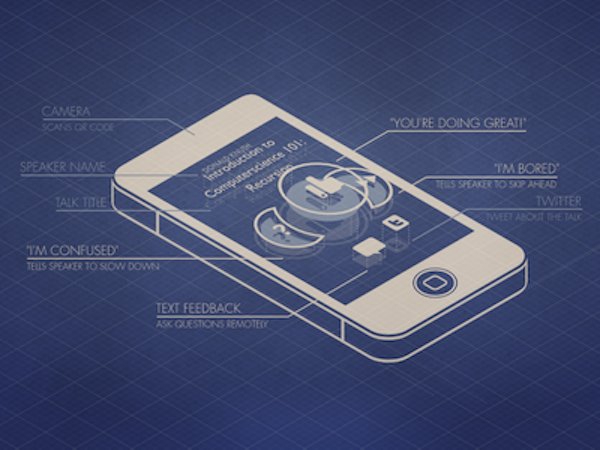 CAMERA
SCANS QR CODE
SPEAKER NAME
TALK TITLE
"I'M CONFUSED"
TELLS SPEAKER TO SLOW DOWN
TEXT FEEDBACK
ASK QUESTIONS REMOTELY
DONALD KNUTH
Introduction to
Computerscience 101:
Recursion
?
"YOU'RE DOING GREAT!"
"I'M BORED"
TELLS SPEAKER TO SKIP AHEAD
TWITTER
TWEET ABOUT THE TALK